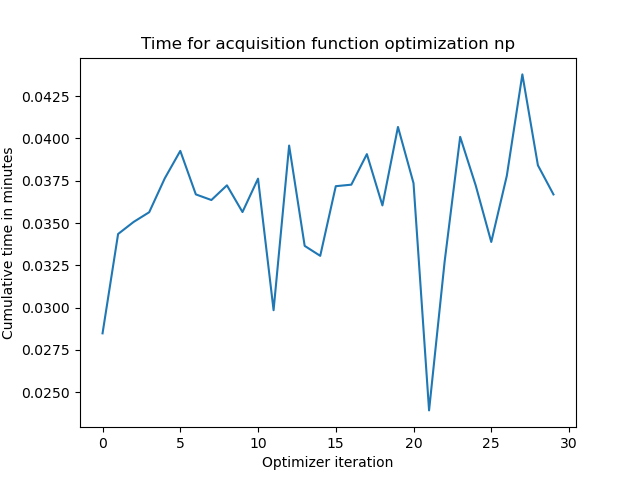 Time for acquisition function optimization np
Cumulative time in minutes
0.0425
0.0400
0.0375
0.0350
0.0325
0.0300
0.0275
0.0250
0 5 10 15 20 25 30
Optimizer iteration